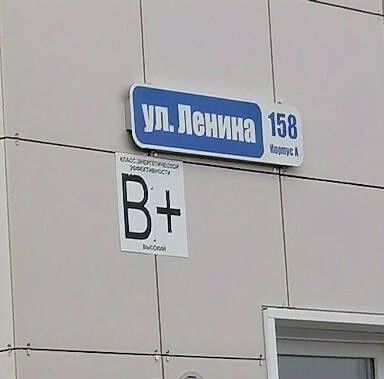 ул. Ленина 158
Корпус А
КЛАСС ЭНЕРГЕТИЧЕСКОЙ
ЭФФЕКТИВНОСТИ
B+
ВЫСОКИЙ